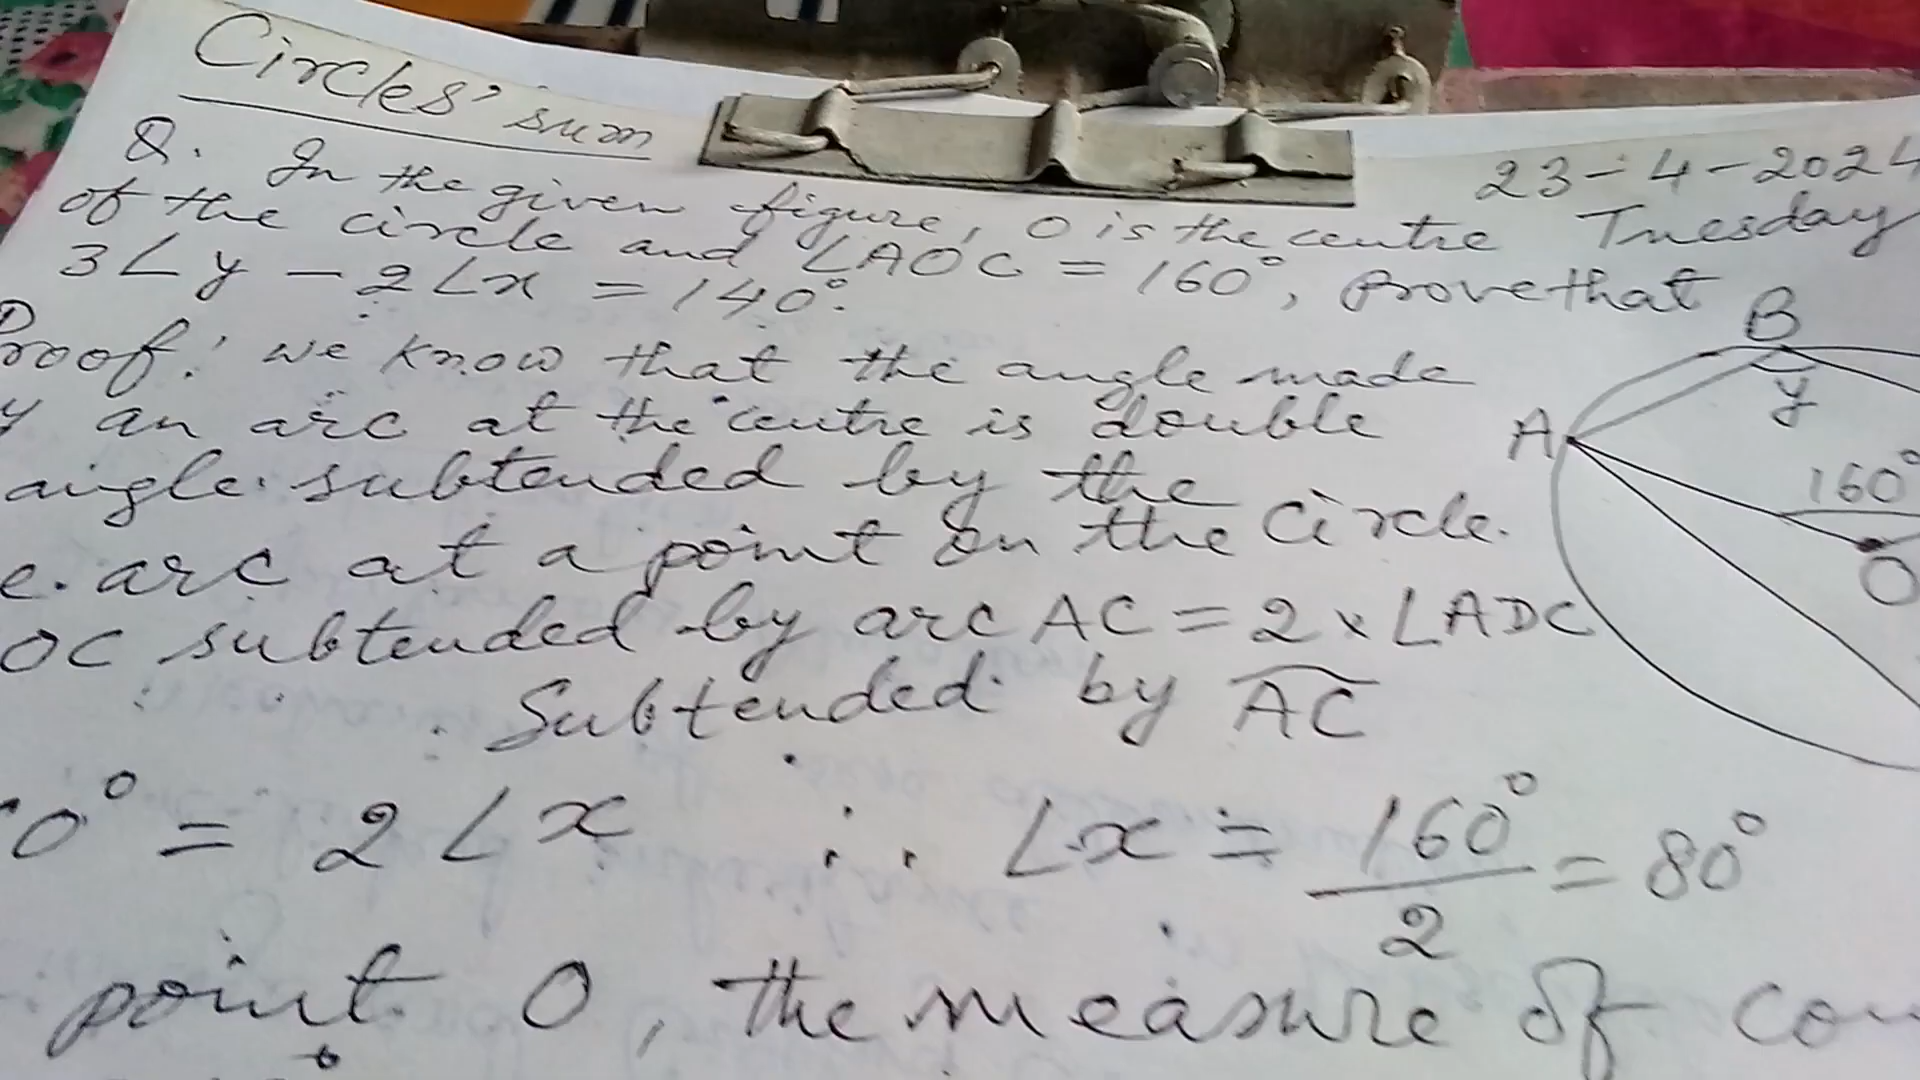 Circles' sum
23-4-2024
Tuesday
Q. In the given figure, O is the centre
of the circle and ∠AOC = 160°, prove that
3∠y - 2∠x = 140°.
Proof: we know that the angle made
y an arc at the centre is double
angle subtended by the
e. arc at a point on the circle.
OC subtended by arc AC = 2 x ∠ADC
Subtended by AC
0° = 2∠x ∴ ∠x = 160°/2 = 80°
point O, the measure of
B
y
A
160°
O